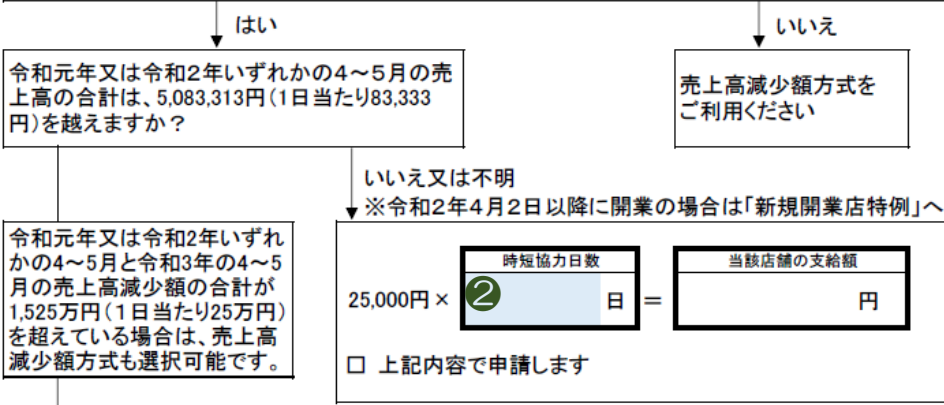 はい
いいえ
令和元年又は令和2年いずれかの4～5月の売
上高の合計は、5,083,313円（1日当たり83,333
円）を越えますか？
売上高減少額方式を
ご利用ください
いいえ又は不明
※令和2年4月2日以降に開業の場合は「新規開業店特例」へ
令和元年又は令和2年いずれ
かの4～5月と令和3年の4～5
月の売上高減少額の合計が
1,525万円（1日当たり25万円）
を超えている場合は、売上高
減少額方式も選択可能です。
時短協力日数
当該店舗の支給額
25,000円 × ❷ 日 ＝ 円
□ 上記内容で申請します